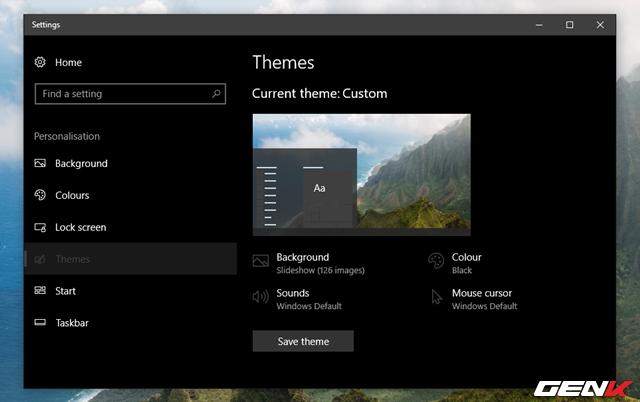 Settings
Home
Find a setting
Personalisation
Background
Colours
Lock screen
Themes
Start
Taskbar
Themes
Current theme: Custom
Aa
Background
Slideshow (126 images)
Colour
Black
Sounds
Windows Default
Mouse cursor
Windows Default
Save theme
GENK